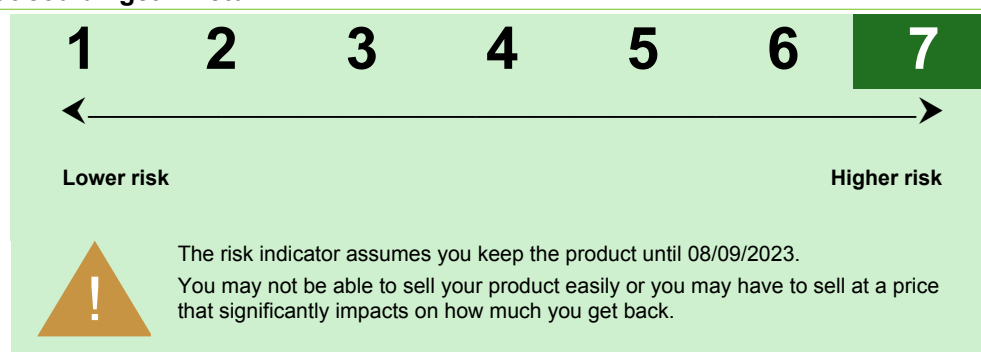 1 2 3 4 5 6 7
Lower risk Higher risk
!
The risk indicator assumes you keep the product until 08/09/2023.
You may not be able to sell your product easily or you may have to sell at a price
that significantly impacts on how much you get back.